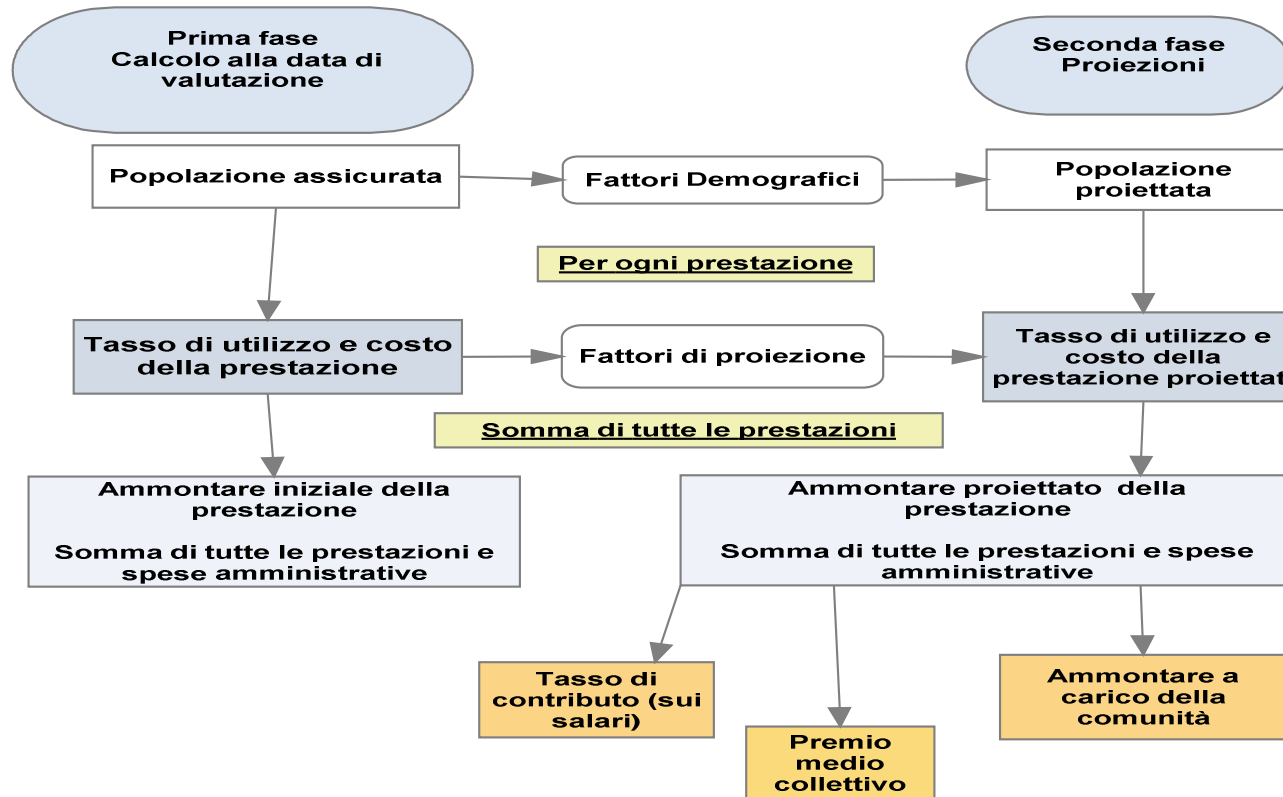 Prima fase
Calcolo alla data di
valutazione
Seconda fase
Proiezioni
Popolazione assicurata
Fattori Demografici
Popolazione
proiettata
Per ogni prestazione
Tasso di utilizzo e costo
della prestazione
Fattori di proiezione
Tasso di utilizzo e
costo della
prestazione proiettat
Somma di tutte le prestazioni
Ammontare iniziale della
prestazione
Somma di tutte le prestazioni e
spese amministrative
Ammontare proiettato della
prestazione
Somma di tutte le prestazioni e spese
amministrative
Tasso di
contributo (sui
salari)
Premio
medio
collettivo
Ammontare a
carico della
comunità